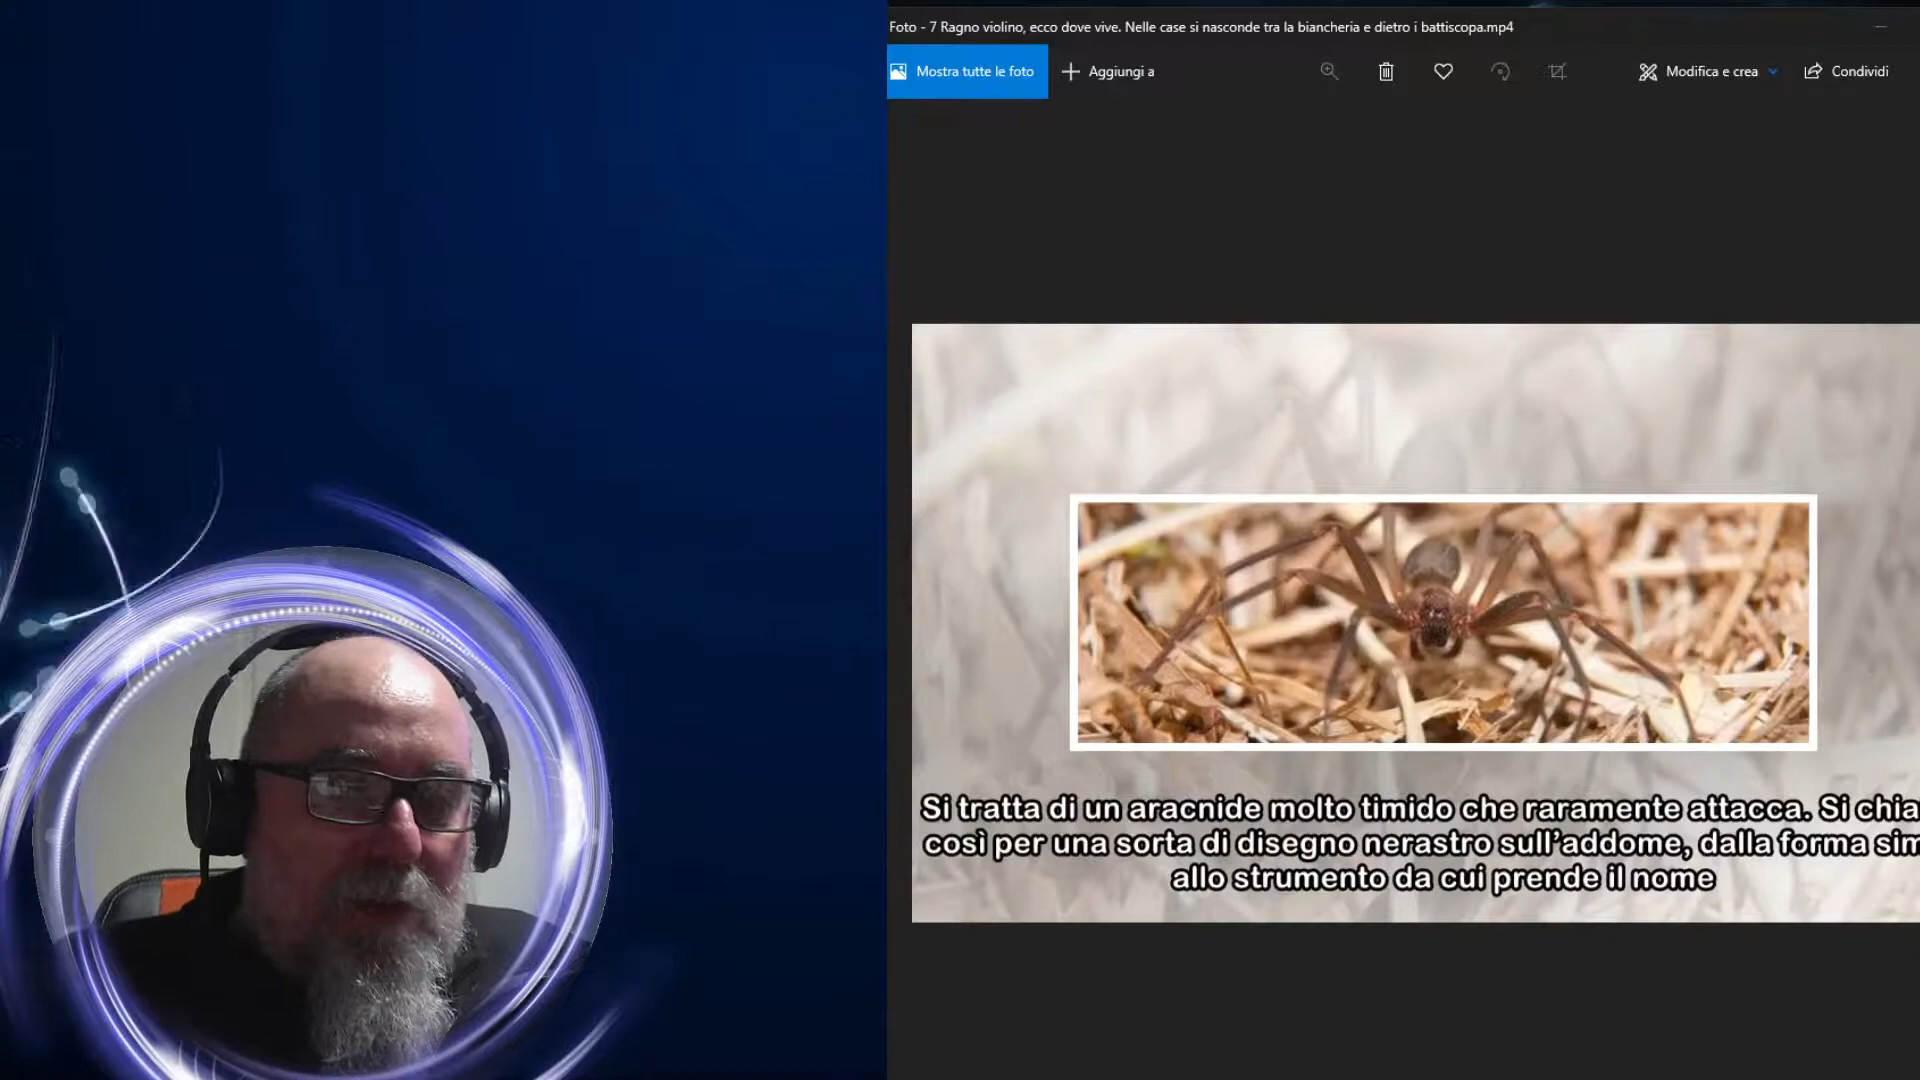 Foto - 7 Ragno violino, ecco dove vive. Nelle case si nasconde tra la biancheria e dietro i battiscopa.mp4
Mostra tutte le foto
Aggiungi a
Modifica e crea
Condividi
Si tratta di un aracnide molto timido che raramente attacca. Si chia
così per una sorta di disegno nerastro sull'addome, dalla forma sim
allo strumento da cui prende il nome